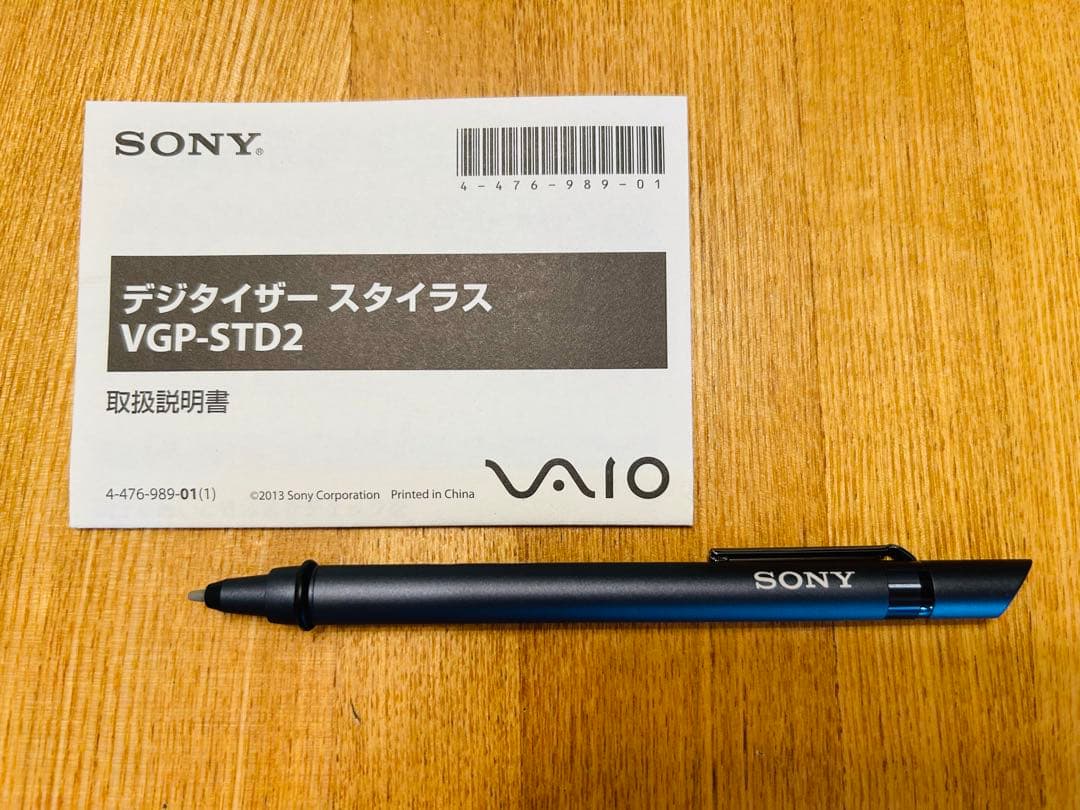 SONY®
4-476-989-01
デジタイザー スタイラス
VGP-STD2
取扱説明書
4-476-989-01(1) ©2013 Sony Corporation Printed in China VAIO
SONY